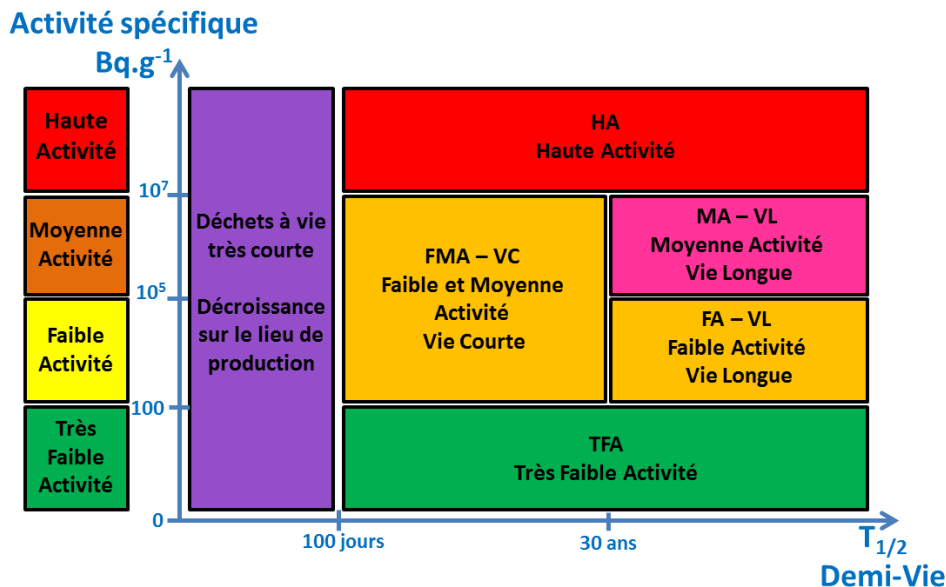 Activité spécifique
Bq.g⁻¹
Haute
Activité
10⁷
Moyenne
Activité
10⁵
Faible
Activité
100
Très
Faible
Activité
0
Déchets à vie
très courte
Décroissance
sur le lieu de
production
HA
Haute Activité
FMA – VC
Faible et Moyenne
Activité
Vie Courte
MA – VL
Moyenne Activité
Vie Longue
FA – VL
Faible Activité
Vie Longue
TFA
Très Faible Activité
100 jours
30 ans
T₁/₂
Demi-Vie